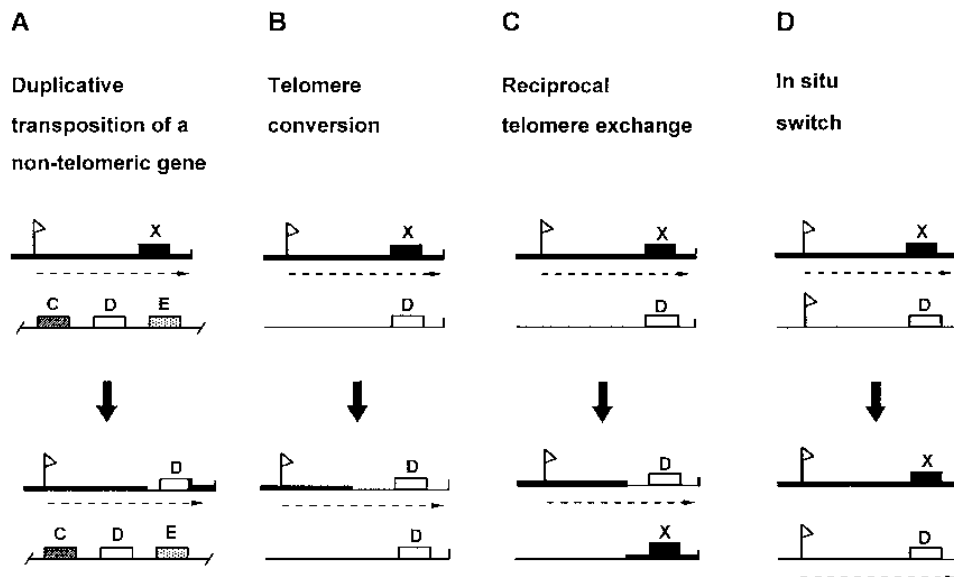 A
B
C
D
Duplicative
transposition of a
non-telomeric gene
Telomere
conversion
Reciprocal
telomere exchange
In situ
switch
X
X
X
X
C D E
D
D
D
D
D
D
X
C D E
D
X
D